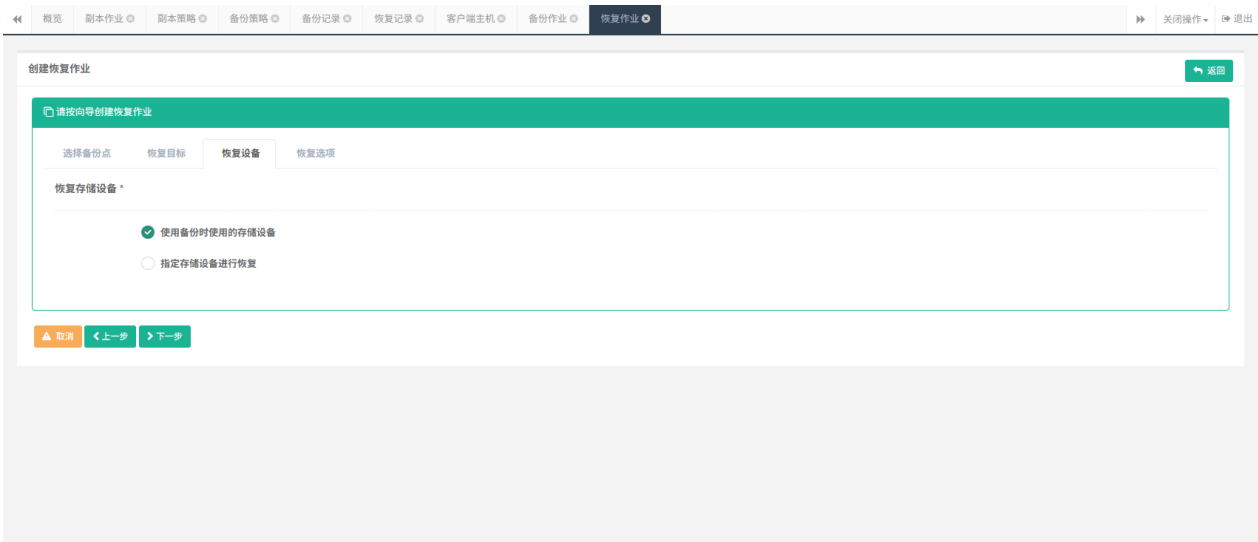 概览 副本作业 副本策略 备份策略 备份记录 恢复记录 客户端主机 备份作业 恢复作业 关闭操作 退出
创建恢复作业 返回
请按向导创建恢复作业
选择备份点 恢复目标 恢复设备 恢复选项
恢复存储设备 *
使用备份时使用的存储设备
指定存储设备进行恢复
取消 上一步 下一步